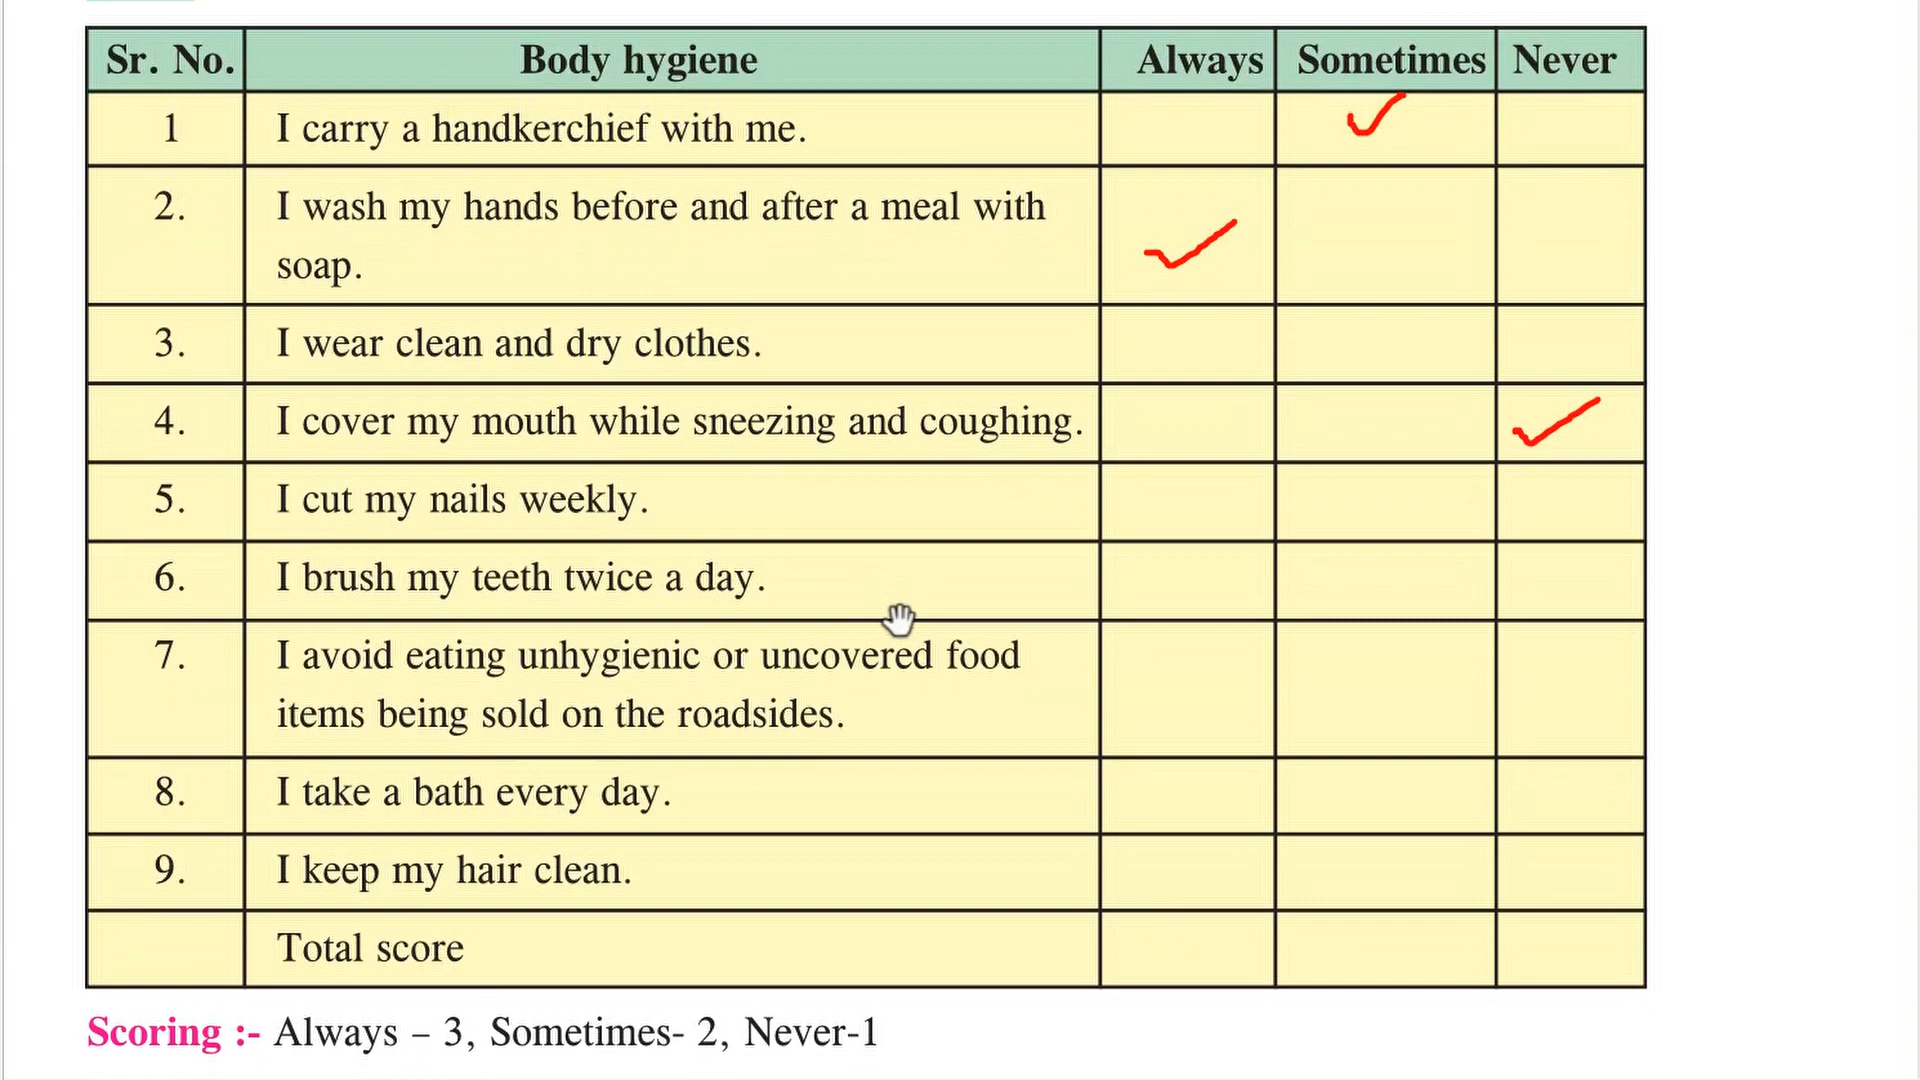 Sr. No. Body hygiene Always Sometimes Never
1 I carry a handkerchief with me.
2. I wash my hands before and after a meal with
soap.
3. I wear clean and dry clothes.
4. I cover my mouth while sneezing and coughing.
5. I cut my nails weekly.
6. I brush my teeth twice a day.
7. I avoid eating unhygienic or uncovered food
items being sold on the roadsides.
8. I take a bath every day.
9. I keep my hair clean.
Total score
Scoring :- Always – 3, Sometimes- 2, Never-1